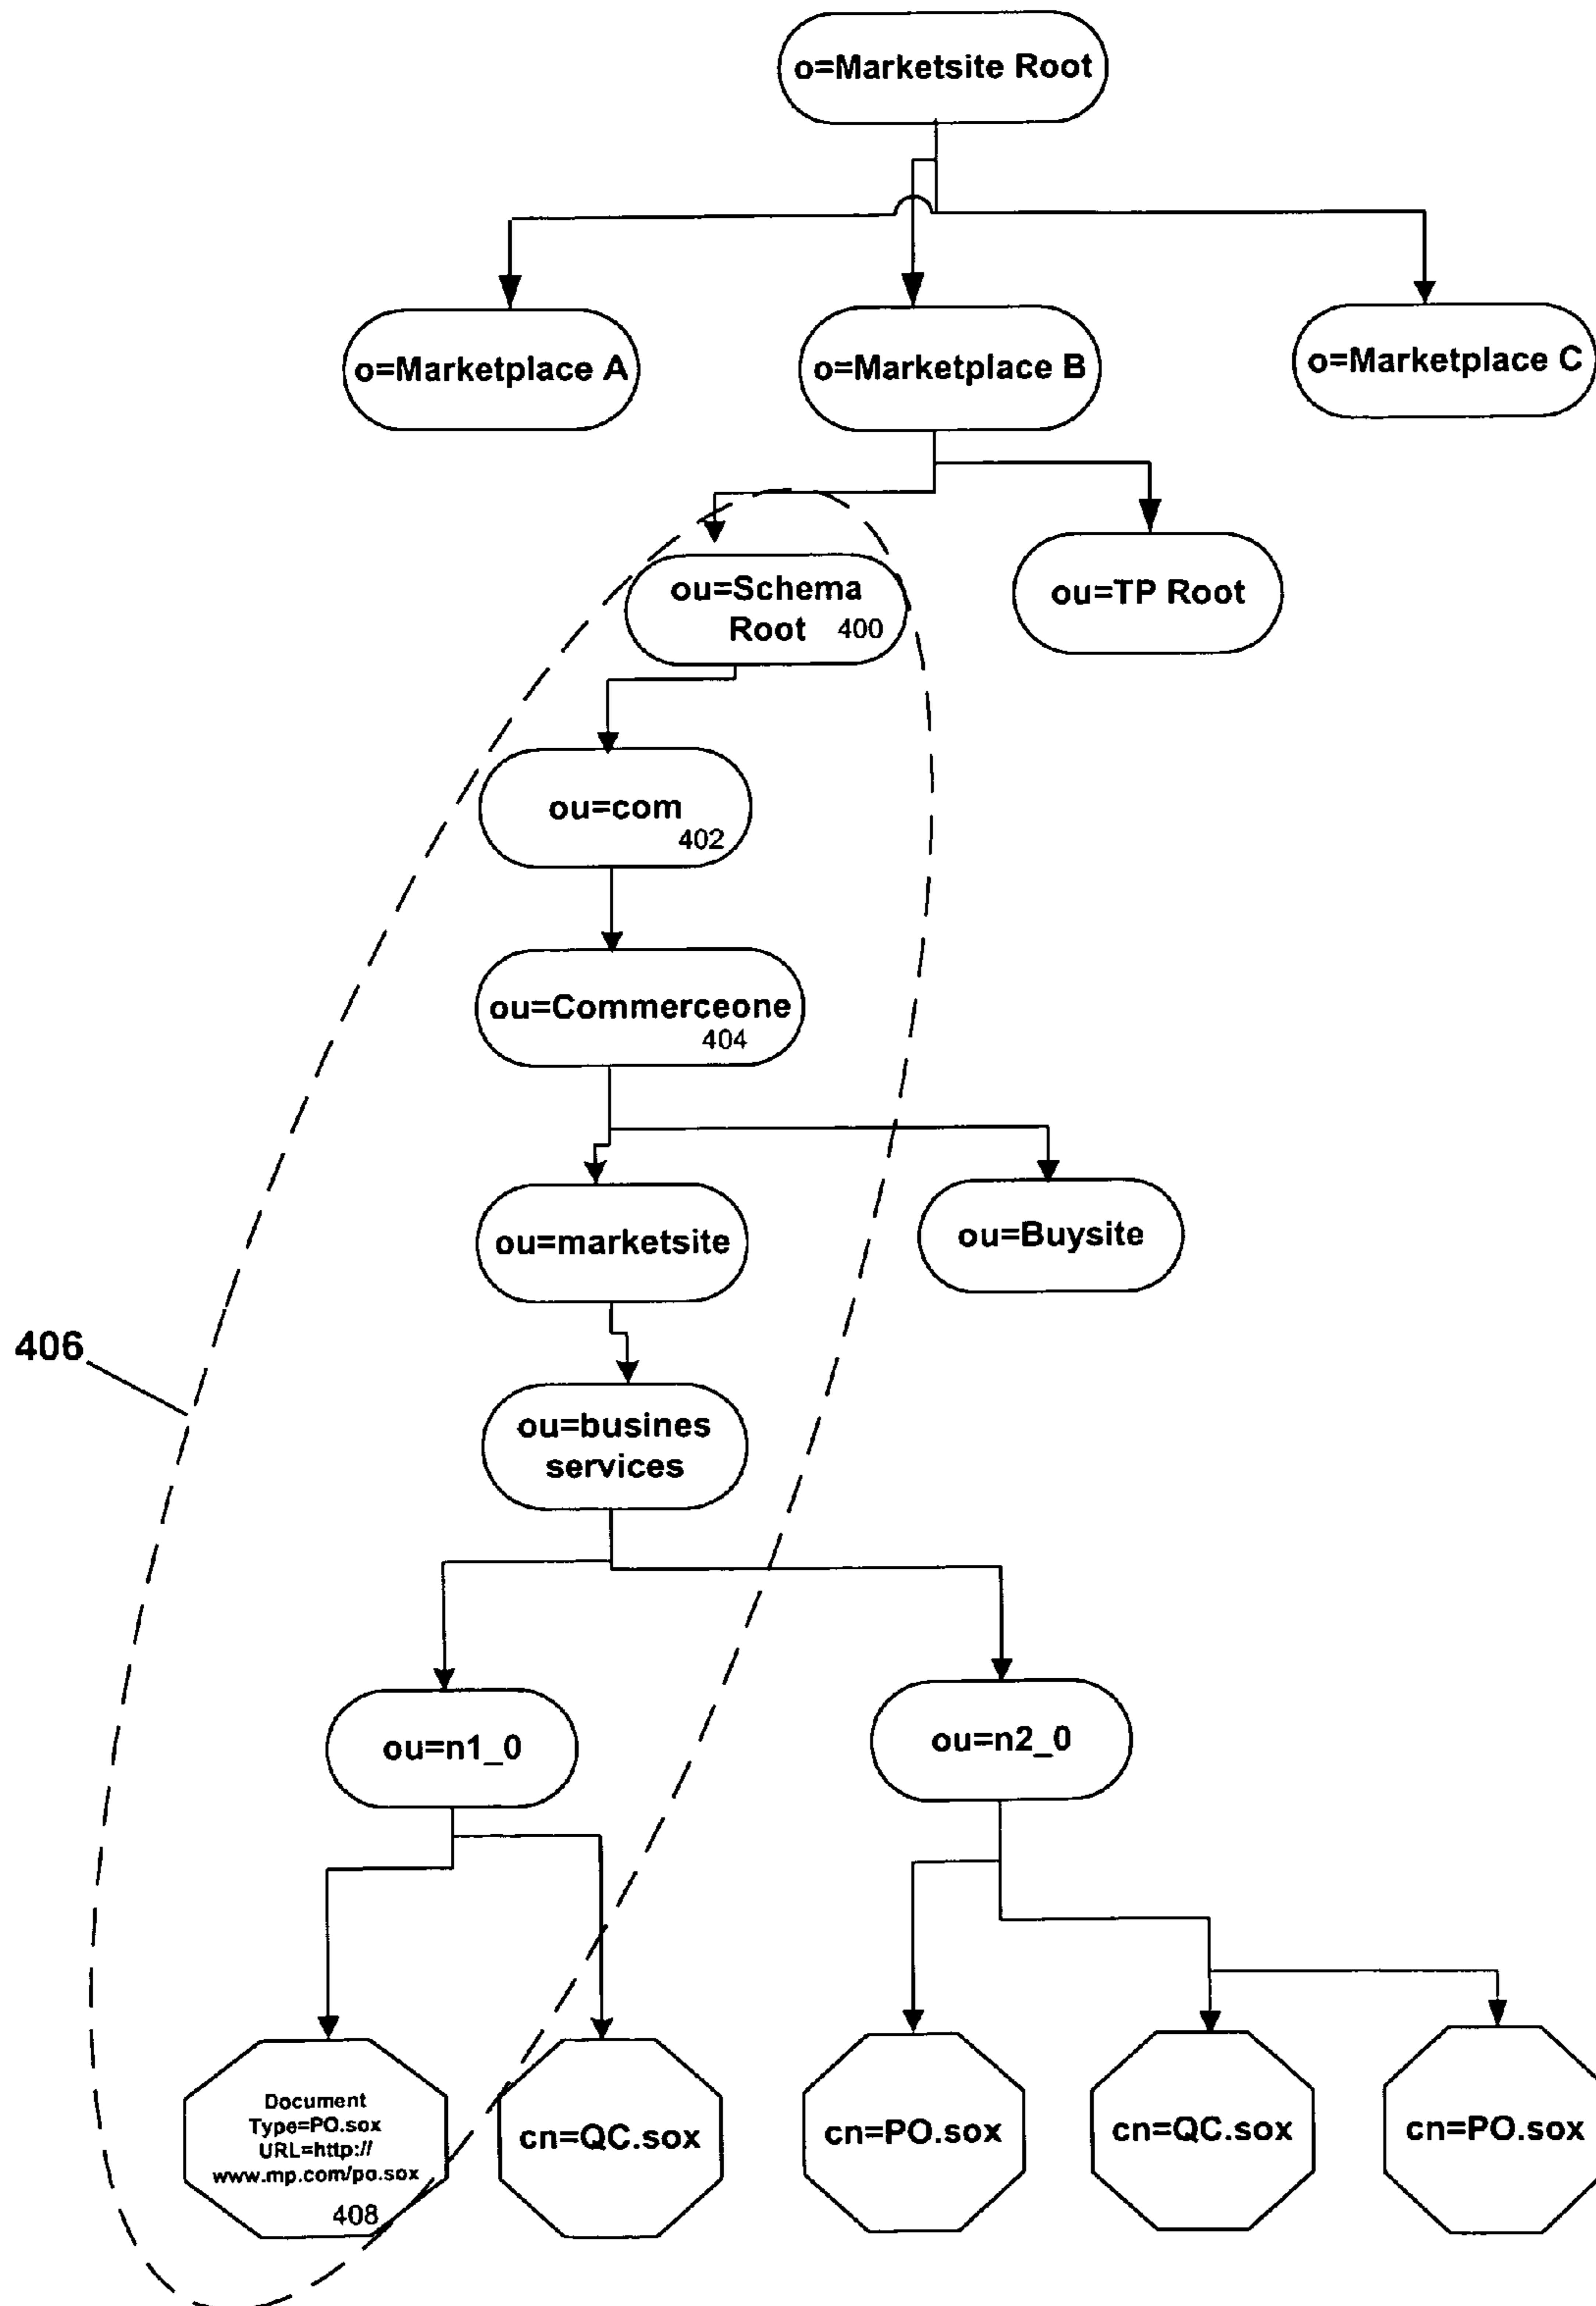 o=Marketsite Root
o=Marketplace A
o=Marketplace B
o=Marketplace C
ou=Schema
Root 400
ou=TP Root
ou=com
402
ou=Commerceone
404
ou=marketsite
ou=Buysite
406
ou=busines
services
ou=n1_0
ou=n2_0
Document
Type=PO.sox
URL=http://
www.mp.com/po.sox
408
cn=QC.sox
cn=PO.sox
cn=QC.sox
cn=PO.sox